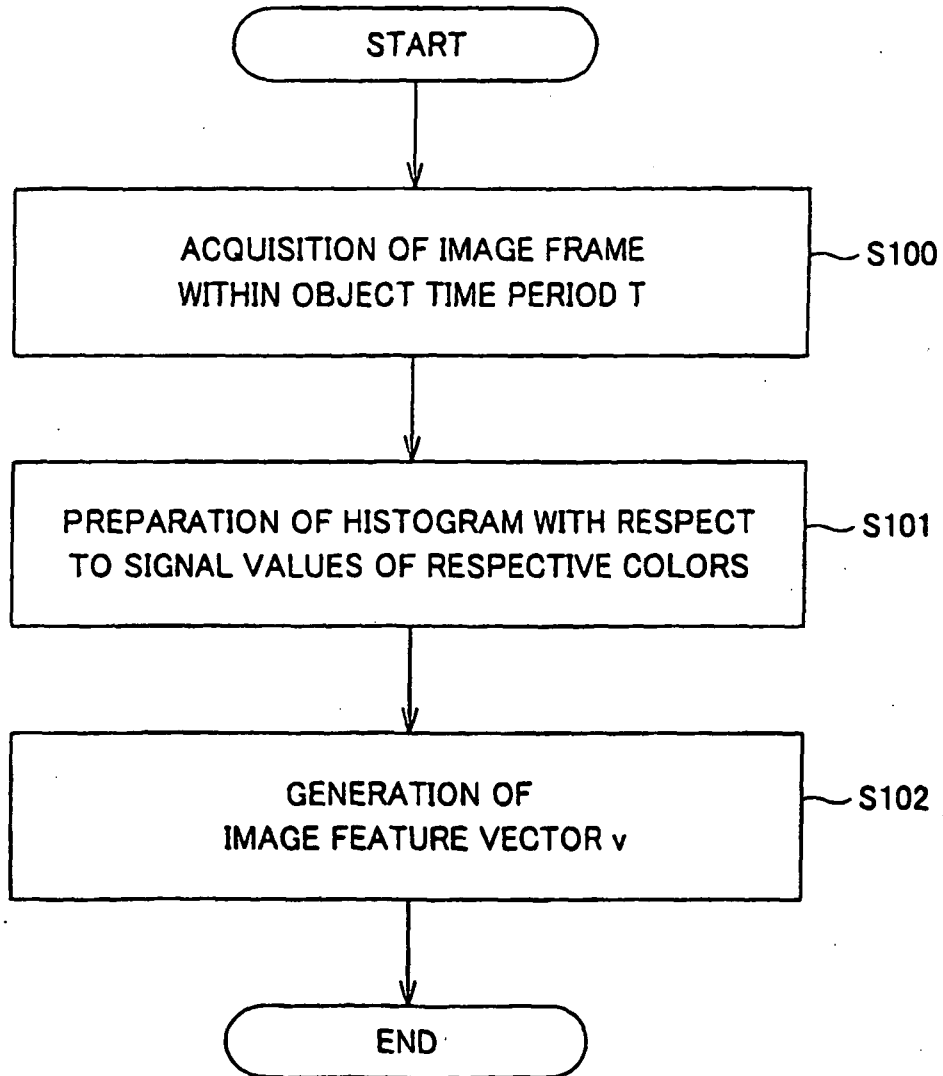 START
ACQUISITION OF IMAGE FRAME
WITHIN OBJECT TIME PERIOD T
S100
PREPARATION OF HISTOGRAM WITH RESPECT
TO SIGNAL VALUES OF RESPECTIVE COLORS
S101
GENERATION OF
IMAGE FEATURE VECTOR v
S102
END